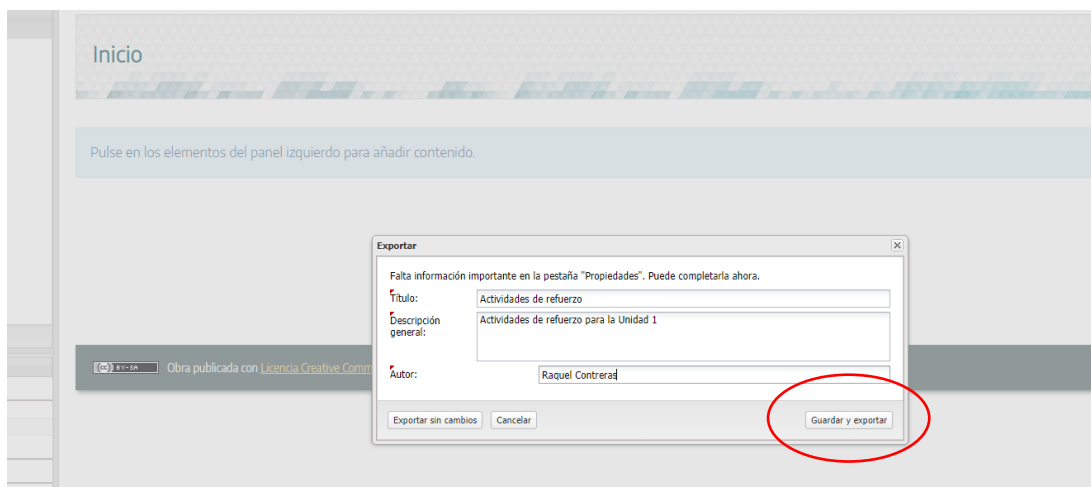 Inicio
Pulse en los elementos del panel izquierdo para añadir contenido.
Exportar
Falta información importante en la pestaña "Propiedades". Puede completarla ahora.
Título:
Actividades de refuerzo
Descripción
general:
Actividades de refuerzo para la Unidad 1
Autor:
Raquel Contreras
Exportar sin cambios
Cancelar
Guardar y exportar
(cc) BY-SA
Obra publicada con Licencia Creative Comm